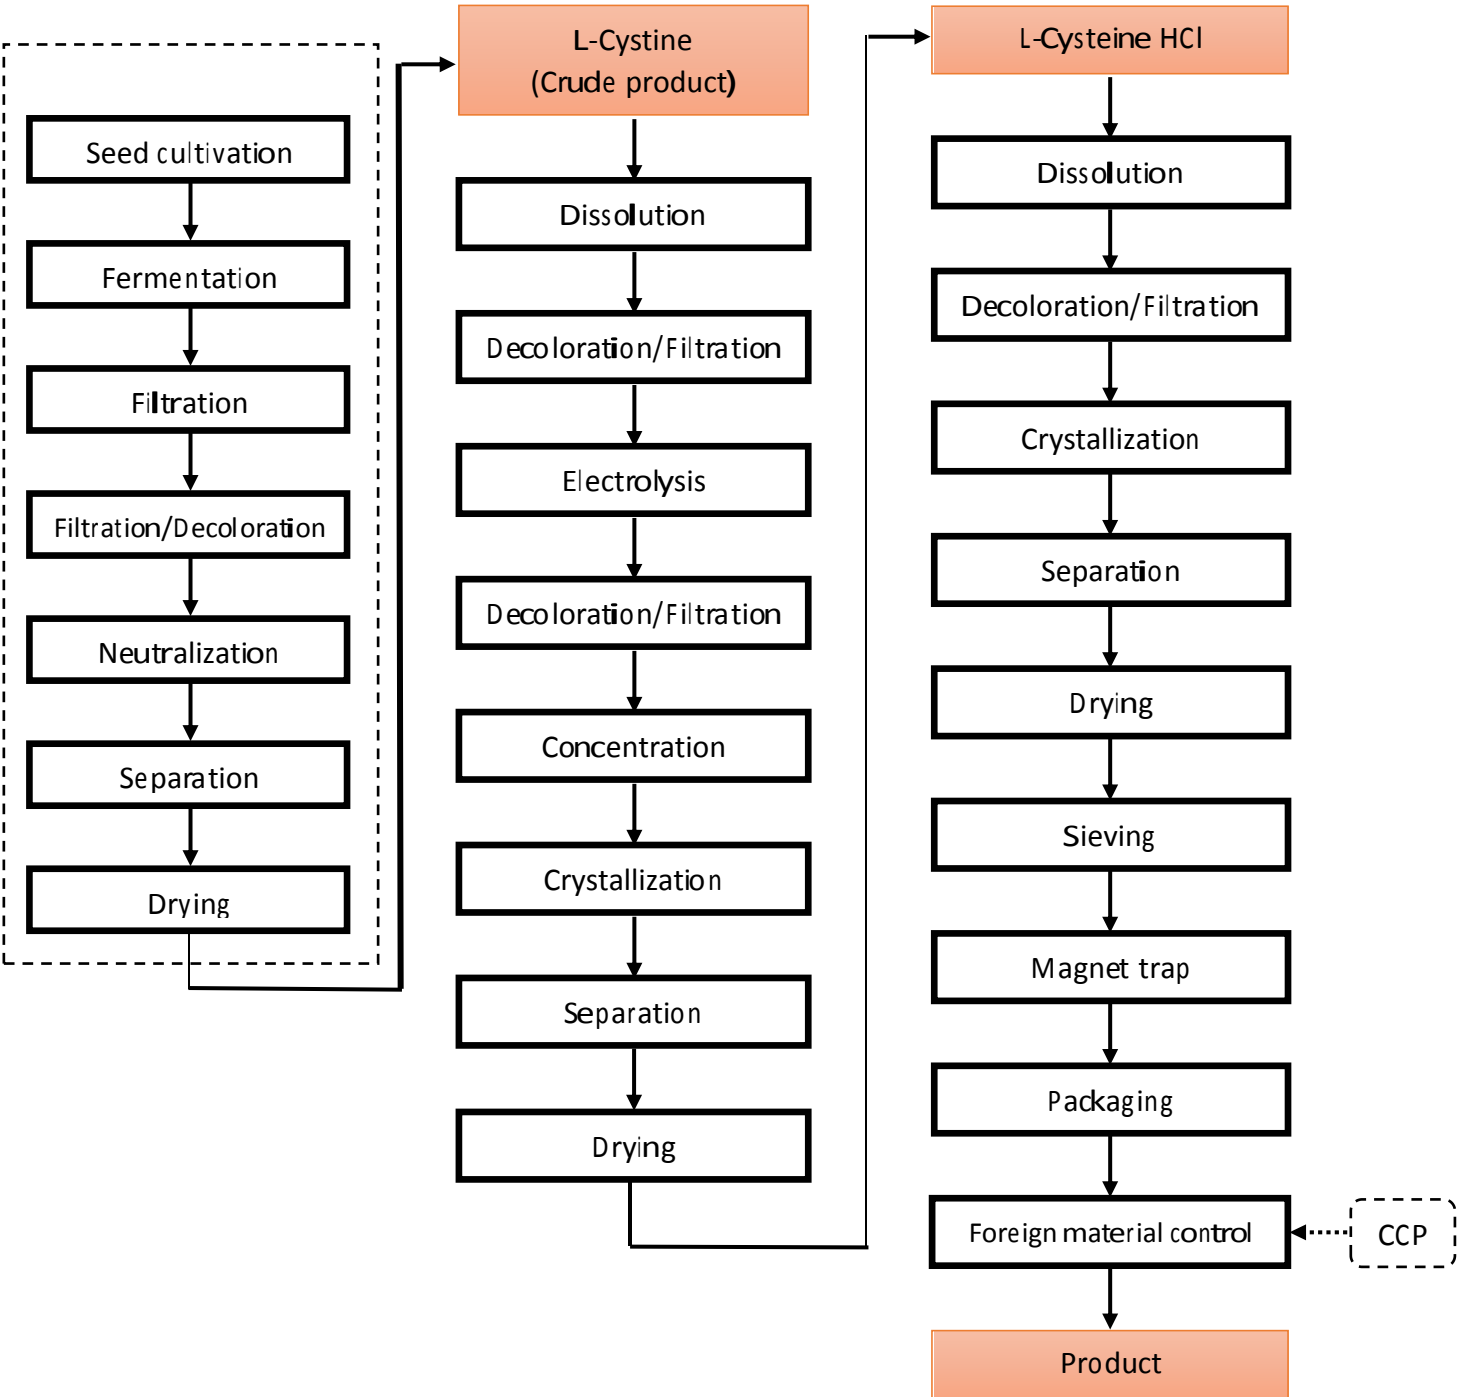 Seed cultivation
Fermentation
Filtration
Filtration/Decoloration
Neutralization
Separation
Drying
L-Cystine
(Crude product)
Dissolution
Decoloration/Filtration
Electrolysis
Decoloration/Filtration
Concentration
Crystallization
Separation
Drying
L-Cysteine HCl
Dissolution
Decoloration/Filtration
Crystallization
Separation
Drying
Sieving
Magnet trap
Packaging
Foreign material control
CCP
Product